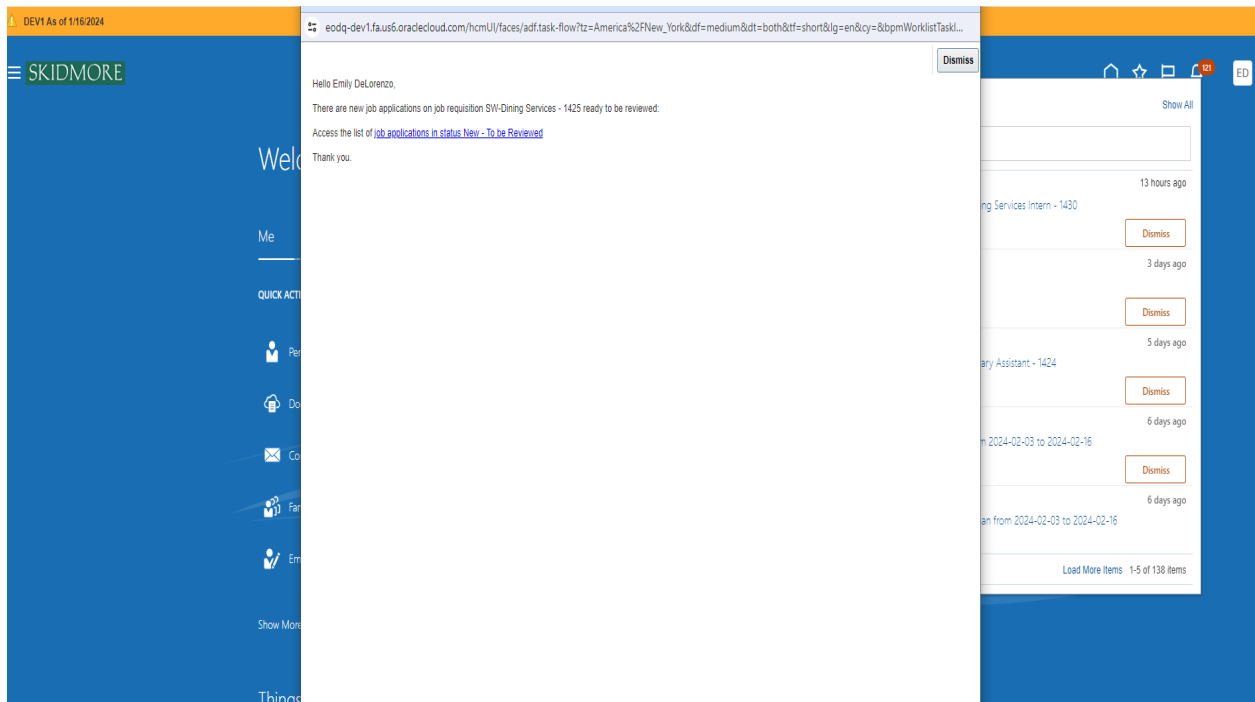 DEV1 As of 1/16/2024
eodq-dev1.fa.us6.oraclecloud.com/hcmUI/faces/adf.task-flow?tz=America%2FNew_York&df=medium&dt=both&tf=short&lg=en&cy=&bpmWorklistTaskI...
Dismiss
SKIDMORE
121
ED
Hello Emily DeLorenzo,
There are new job applications on job requisition SW-Dining Services - 1425 ready to be reviewed:
Access the list of job applications in status New - To be Reviewed
Thank you.
Show All
Welc
Me
QUICK ACTI
Per
Do
Co
Fam
Em
Show More
Things
13 hours ago
ng Services Intern - 1430
Dismiss
3 days ago
Dismiss
5 days ago
ary Assistant - 1424
Dismiss
6 days ago
m 2024-02-03 to 2024-02-16
Dismiss
6 days ago
an from 2024-02-03 to 2024-02-16
Load More Items 1-5 of 138 items